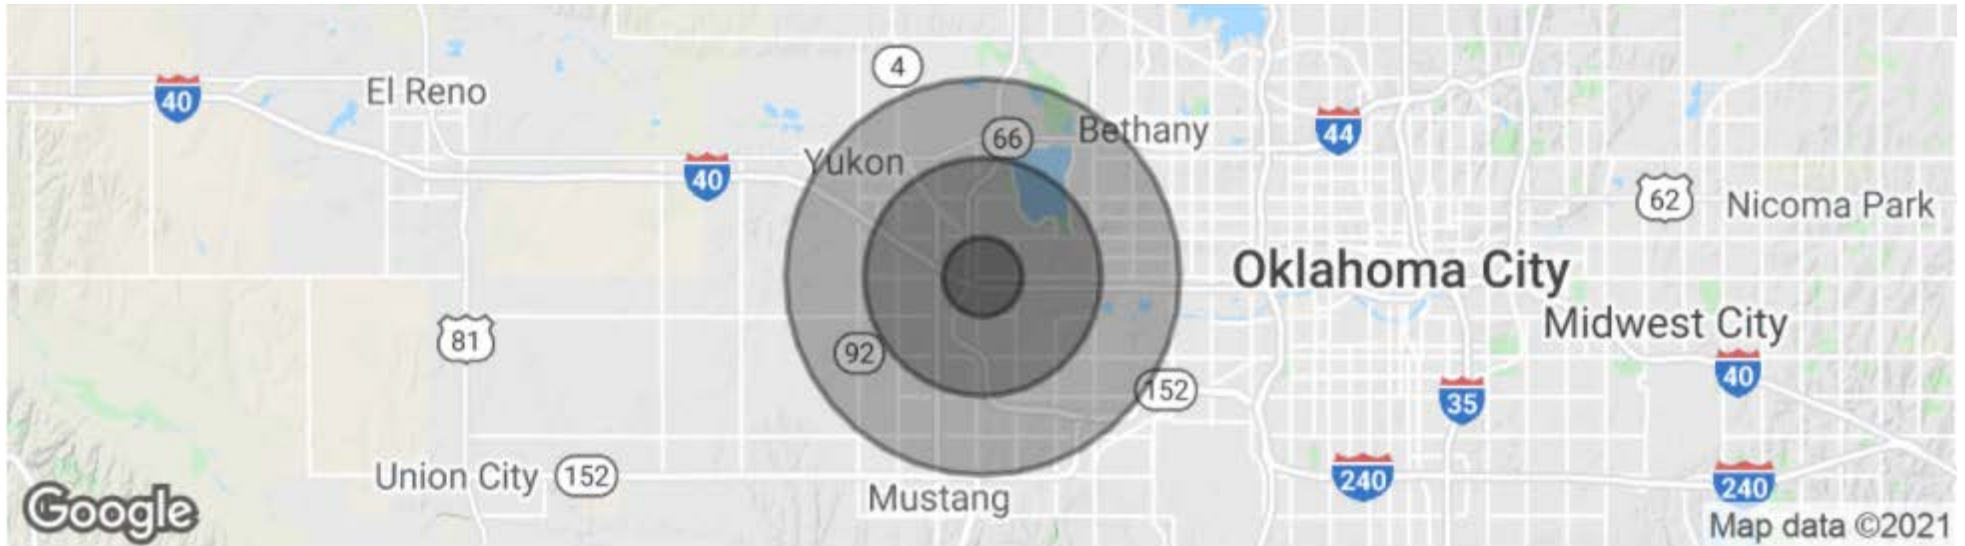 4
40
El Reno
44
66
Bethany
Yukon
40
62
Nicoma Park
Oklahoma City
Midwest City
81
92
40
152
35
Union City 152
240
240
Mustang
Google
Map data ©2021